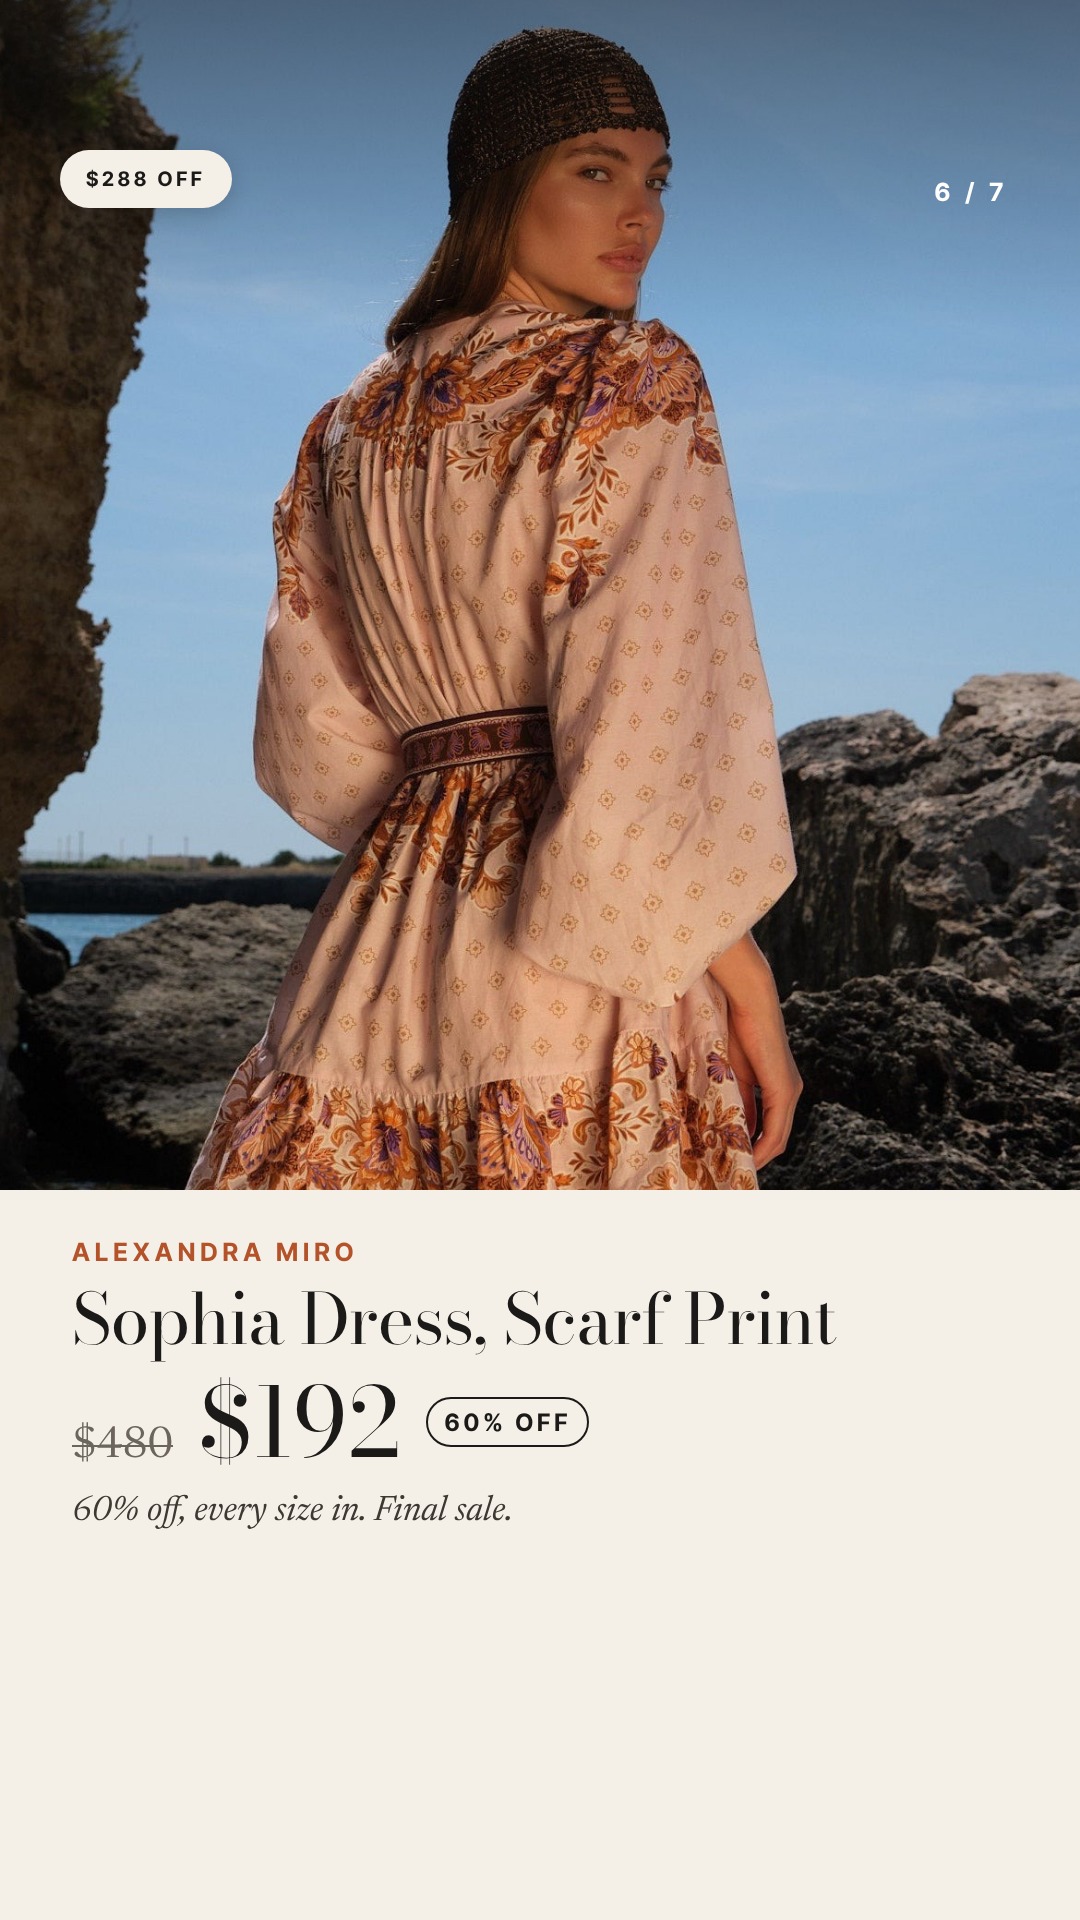 $288 OFF
6 / 7
ALEXANDRA MIRO
Sophia Dress, Scarf Print
$480 $192 60% OFF
60% off, every size in. Final sale.